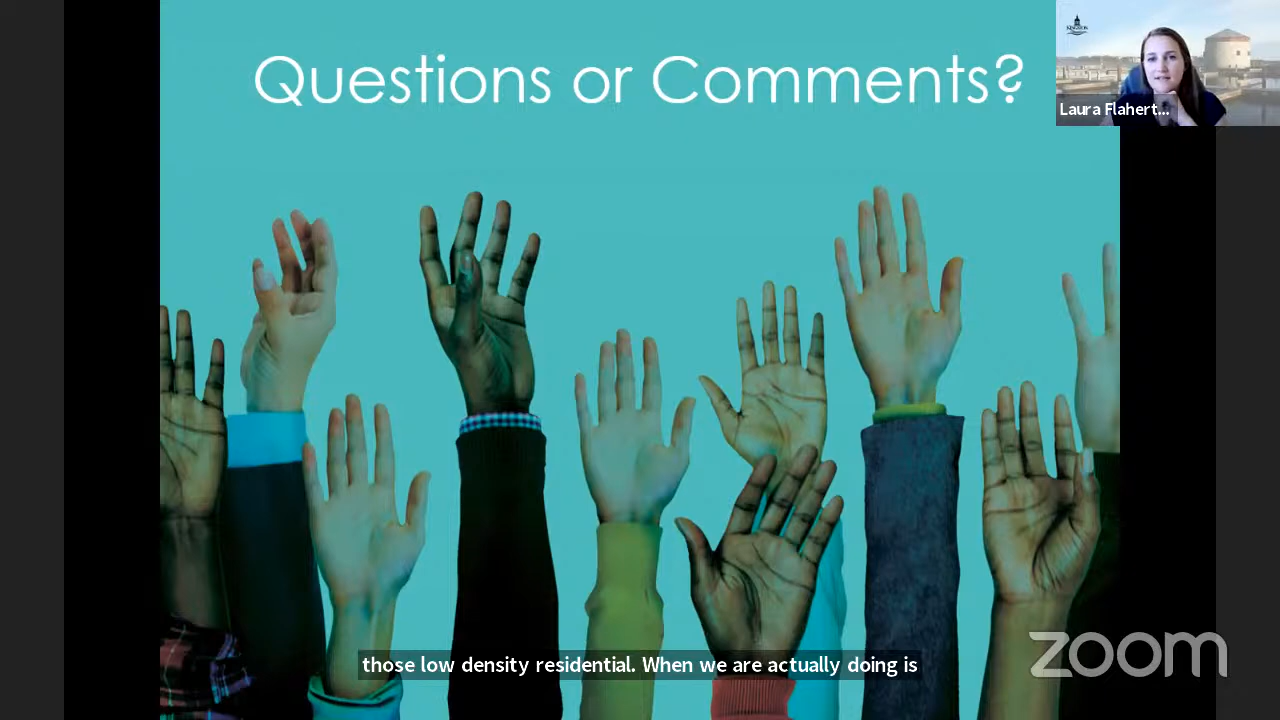 Questions or Comments?
Laura Flahert...
those low density residential. When we are actually doing is
zoom